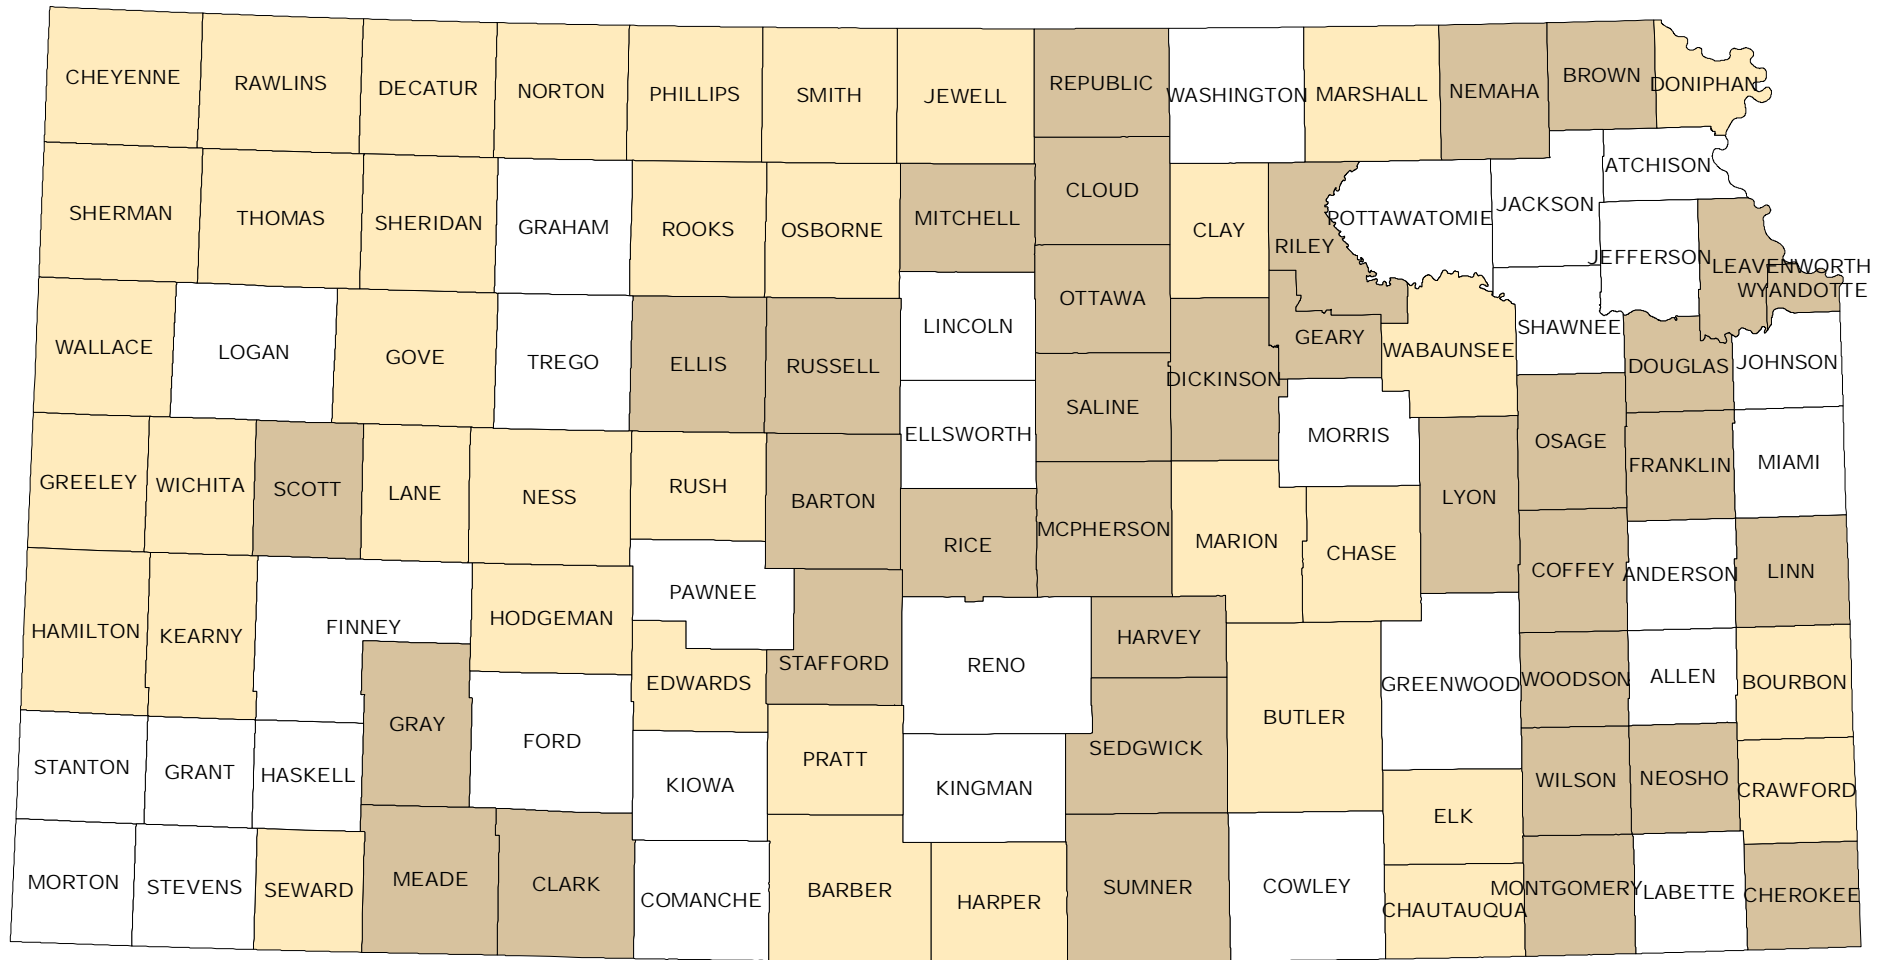 CHEYENNE
RAWLINS
DECATUR
NORTON
PHILLIPS
SMITH
JEWELL
REPUBLIC
WASHINGTON
MARSHALL
NEMAHA
BROWN
DONIPHAN
SHERMAN
THOMAS
SHERIDAN
GRAHAM
ROOKS
OSBORNE
MITCHELL
CLOUD
CLAY
RILEY
POTTAWATOMIE
JACKSON
ATCHISON
JEFFERSON
LEAVENWORTH
WYANDOTTE
WALLACE
LOGAN
GOVE
TREGO
ELLIS
RUSSELL
LINCOLN
OTTAWA
DICKINSON
GEARY
WABAUNSEE
SHAWNEE
DOUGLAS
JOHNSON
ELLSWORTH
SALINE
MORRIS
OSAGE
FRANKLIN
MIAMI
GREELEY
WICHITA
SCOTT
LANE
NESS
RUSH
BARTON
RICE
MCPHERSON
MARION
CHASE
LYON
COFFEY
ANDERSON
LINN
HAMILTON
KEARNY
FINNEY
HODGEMAN
PAWNEE
EDWARDS
STAFFORD
RENO
HARVEY
BUTLER
GREENWOOD
WOODSON
ALLEN
BOURBON
GRAY
FORD
STANTON
GRANT
HASKELL
KIOWA
PRATT
KINGMAN
SEDGWICK
ELK
WILSON
NEOSHO
CRAWFORD
MORTON
STEVENS
SEWARD
MEADE
CLARK
COMANCHE
BARBER
HARPER
SUMNER
COWLEY
CHAUTAUQUA
MONTGOMERY
LABETTE
CHEROKEE